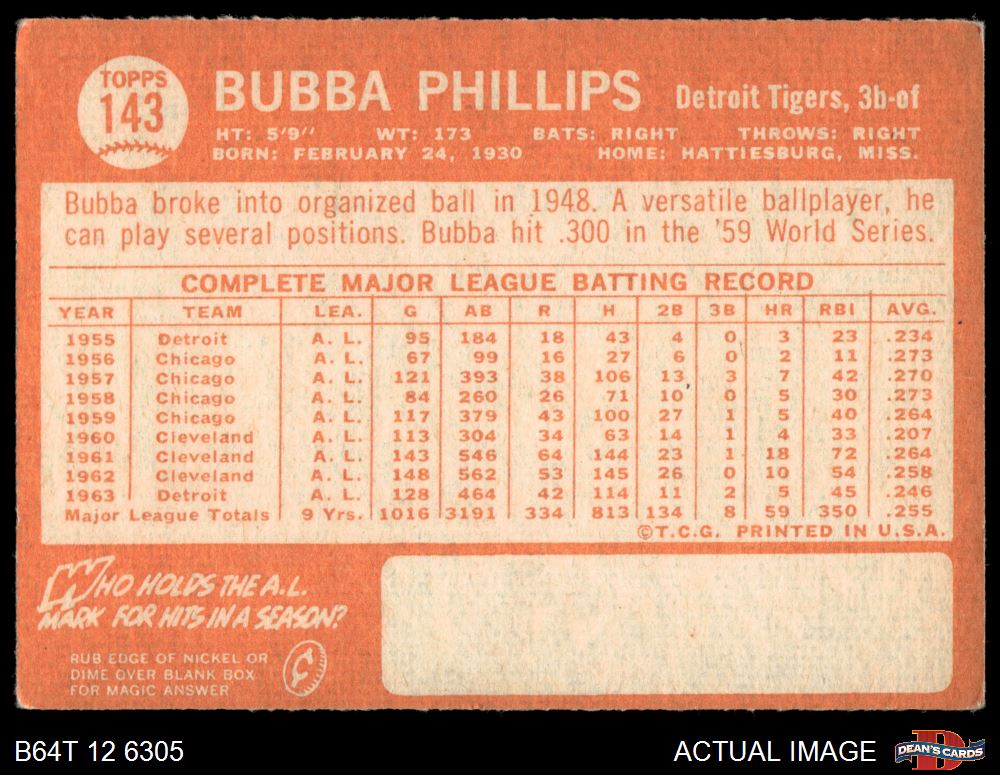 TOPPS
143
BUBBA PHILLIPS Detroit Tigers, 3b-of
HT: 5'9" WT: 173 BATS: RIGHT THROWS: RIGHT
BORN: FEBRUARY 24, 1930 HOME: HATTIESBURG, MISS.
Bubba broke into organized ball in 1948. A versatile ballplayer, he
can play several positions. Bubba hit .300 in the '59 World Series.
COMPLETE MAJOR LEAGUE BATTING RECORD
YEAR TEAM LEA. G AB R H 2B 3B HR RBI AVG.
1955 Detroit A. L. 95 184 18 43 4 0 3 23 .234
1956 Chicago A. L. 67 99 16 27 6 0 2 11 .273
1957 Chicago A. L. 121 393 38 106 13 3 7 42 .270
1958 Chicago A. L. 84 260 26 71 10 0 5 30 .273
1959 Chicago A. L. 117 379 43 100 27 1 5 40 .264
1960 Cleveland A. L. 113 304 34 63 14 1 4 33 .207
1961 Cleveland A. L. 143 546 64 144 23 1 18 72 .264
1962 Cleveland A. L. 148 562 53 145 26 0 10 54 .258
1963 Detroit A. L. 128 464 42 114 11 2 5 45 .246
Major League Totals 9 Yrs. 1016 3191 334 813 134 8 59 350 .255
©T.C.G. PRINTED IN U.S.A.
WHO HOLDS THE A.L.
MARK FOR HITS IN A SEASON?
RUB EDGE OF NICKEL OR
DIME OVER BLANK BOX
FOR MAGIC ANSWER
B64T 12 6305
ACTUAL IMAGE
D
DEAN'S CARDS